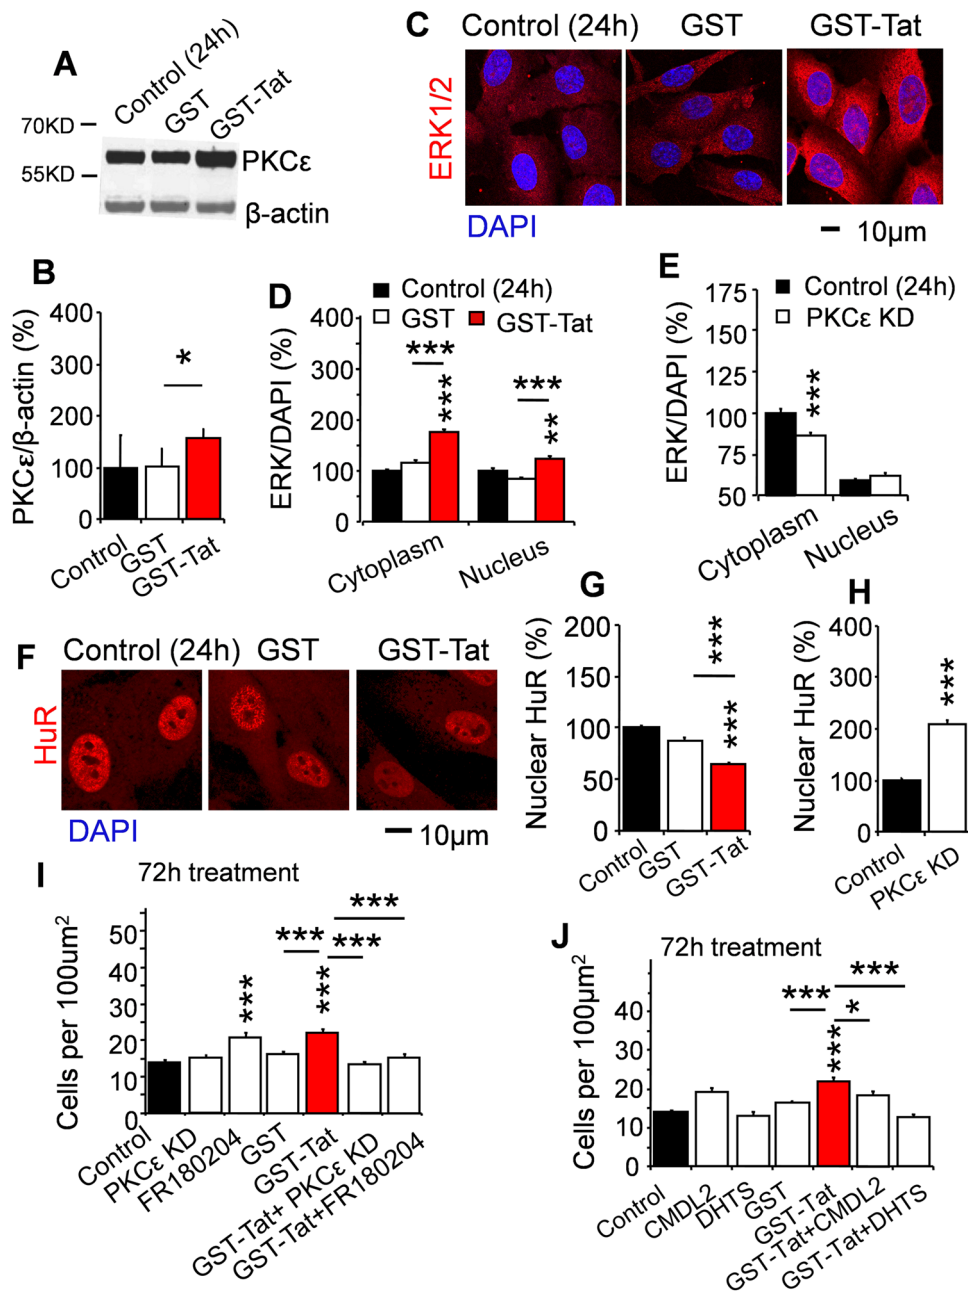 A
Control (24h)
GST
GST-Tat
70KD
55KD
PKCε
β-actin
C
Control (24h)
GST
GST-Tat
ERK1/2
DAPI
10µm
B
PKCε/β-actin (%)
400
300
200
100
0
*
Control
GST
GST-Tat
D
Control (24h)
GST
GST-Tat
ERK/DAPI (%)
400
300
200
100
0
***
***
***
**
Cytoplasm
Nucleus
E
Control (24h)
PKCε KD
ERK/DAPI (%)
175
150
125
100
75
50
***
Cytoplasm
Nucleus
F
Control (24h)
GST
GST-Tat
HuR
DAPI
10µm
G
Nuclear HuR (%)
200
150
100
50
0
***
***
Control
GST
GST-Tat
H
Nuclear HuR (%)
400
300
200
100
0
***
Control
PKCε KD
I
72h treatment
Cells per 100um²
50
40
30
20
10
0
***
***
***
***
***
Control
PKCε KD
FR180204
GST
GST-Tat
GST-Tat+ PKCε KD
GST-Tat+FR180204
J
72h treatment
Cells per 100µm²
50
40
35
20
10
0
***
***
*
***
Control
CMDL2
DHTS
GST
GST-Tat
GST-Tat+CMDL2
GST-Tat+DHTS